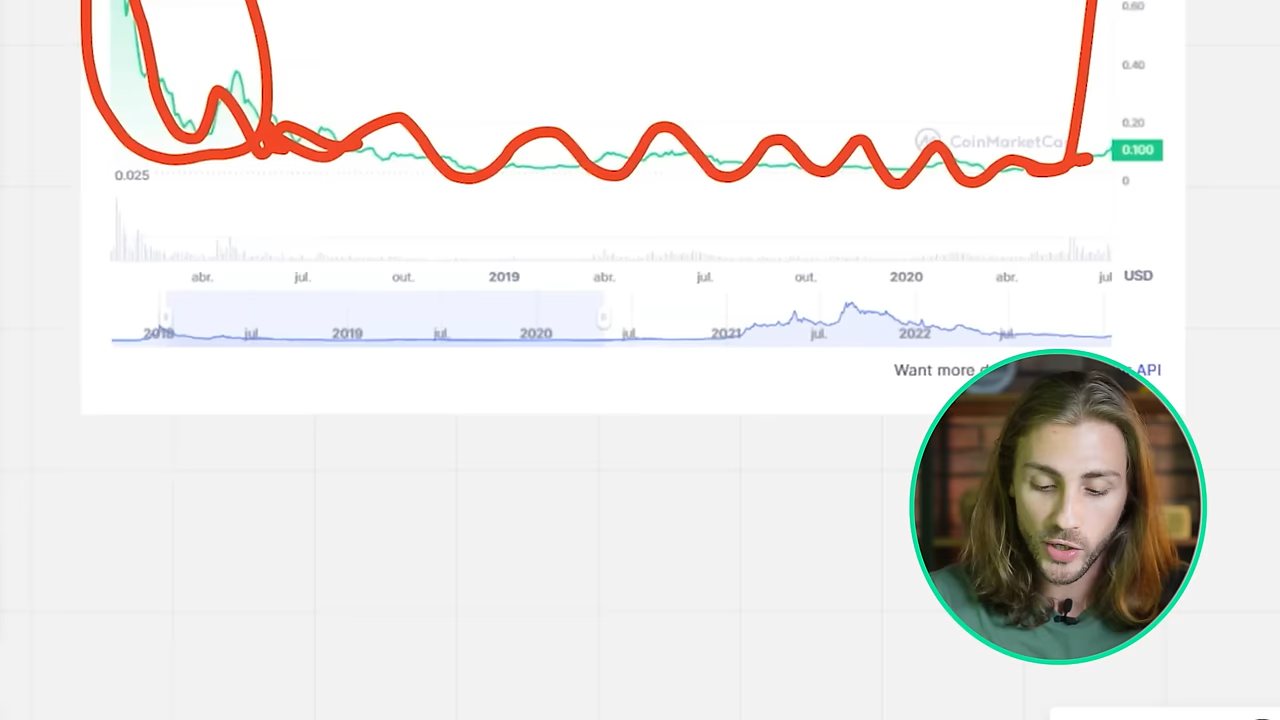 0.60
0.40
0.20
CoinMarketCa
0.100
0.025
0
abr. jul. out. 2019 abr. jul. out. 2020 abr. jul USD
2018 jul. 2019 jul. 2020 jul. 2021 jul. 2022 jul.
Want more API